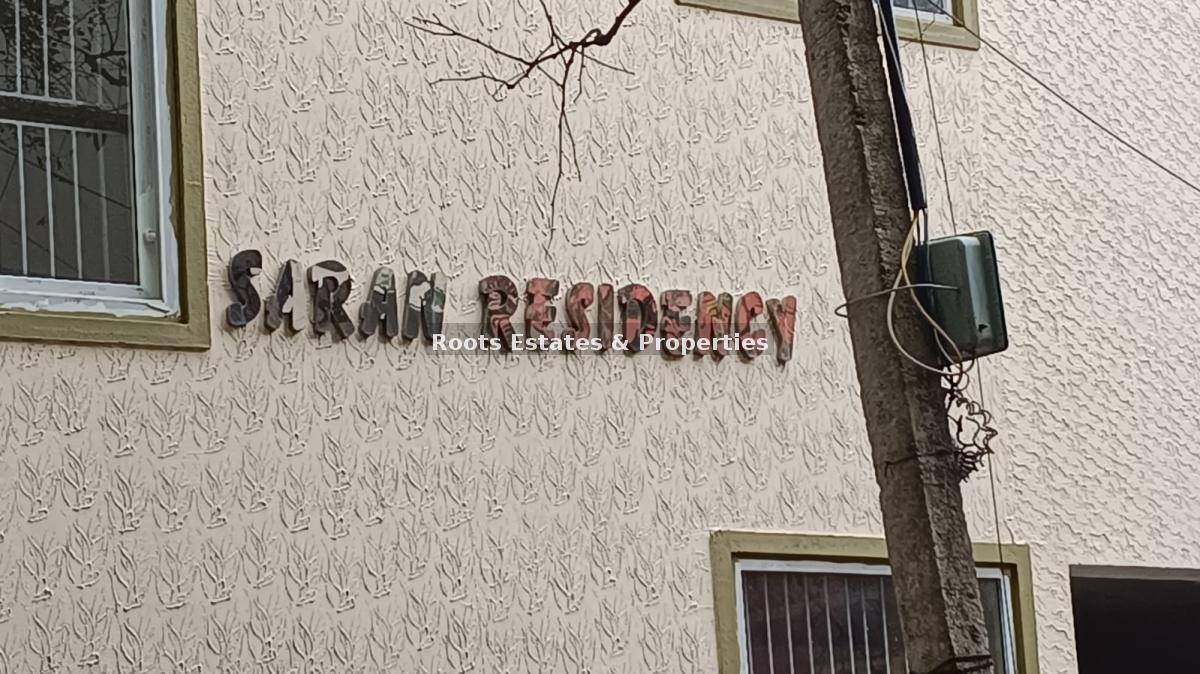 SARAN RESIDENCY
Roots Estates & Properties